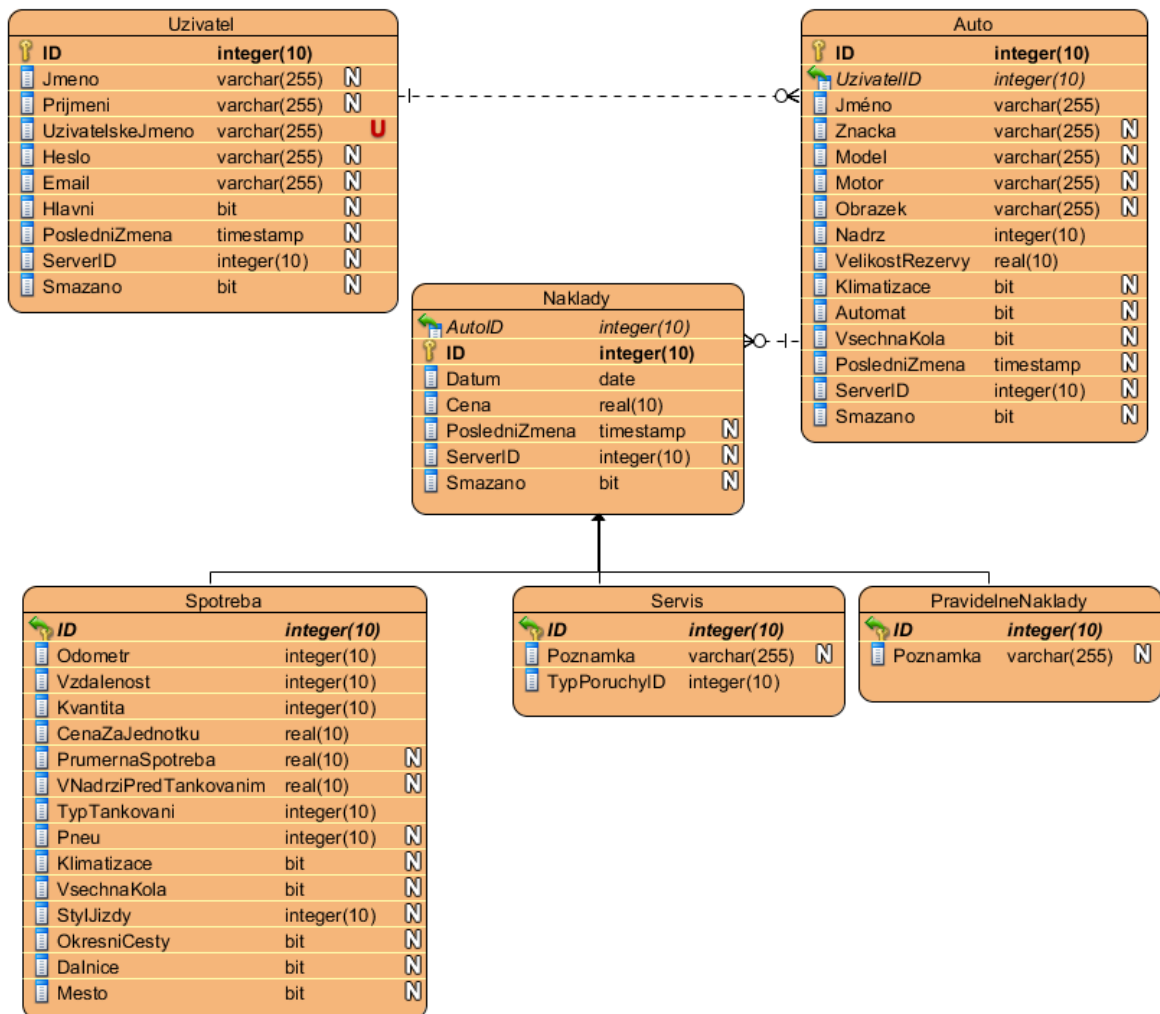 Uzivatel
ID integer(10)
Jmeno varchar(255) N
Prijmeni varchar(255) N
UzivatelskeJmeno varchar(255) U
Heslo varchar(255) N
Email varchar(255) N
Hlavni bit N
PosledniZmena timestamp N
ServerID integer(10) N
Smazano bit N
Auto
ID integer(10)
UzivatelID integer(10)
Jméno varchar(255)
Znacka varchar(255) N
Model varchar(255) N
Motor varchar(255) N
Obrazek varchar(255) N
Nadrz integer(10)
VelikostRezervy real(10)
Klimatizace bit N
Automat bit N
VsechnaKola bit N
PosledniZmena timestamp N
ServerID integer(10) N
Smazano bit N
Naklady
AutoID integer(10)
ID integer(10)
Datum date
Cena real(10)
PosledniZmena timestamp N
ServerID integer(10) N
Smazano bit N
Spotreba
ID integer(10)
Odometr integer(10)
Vzdalenost integer(10)
Kvantita integer(10)
CenaZaJednotku real(10)
PrumernaSpotreba real(10) N
VNadrziPredTankovanim real(10) N
TypTankovani integer(10)
Pneu integer(10) N
Klimatizace bit N
VsechnaKola bit N
StylJizdy integer(10) N
OkresniCesty bit N
Dalnice bit N
Mesto bit N
Servis
ID integer(10)
Poznamka varchar(255) N
TypPoruchyID integer(10)
PravidelneNaklady
ID integer(10)
Poznamka varchar(255) N